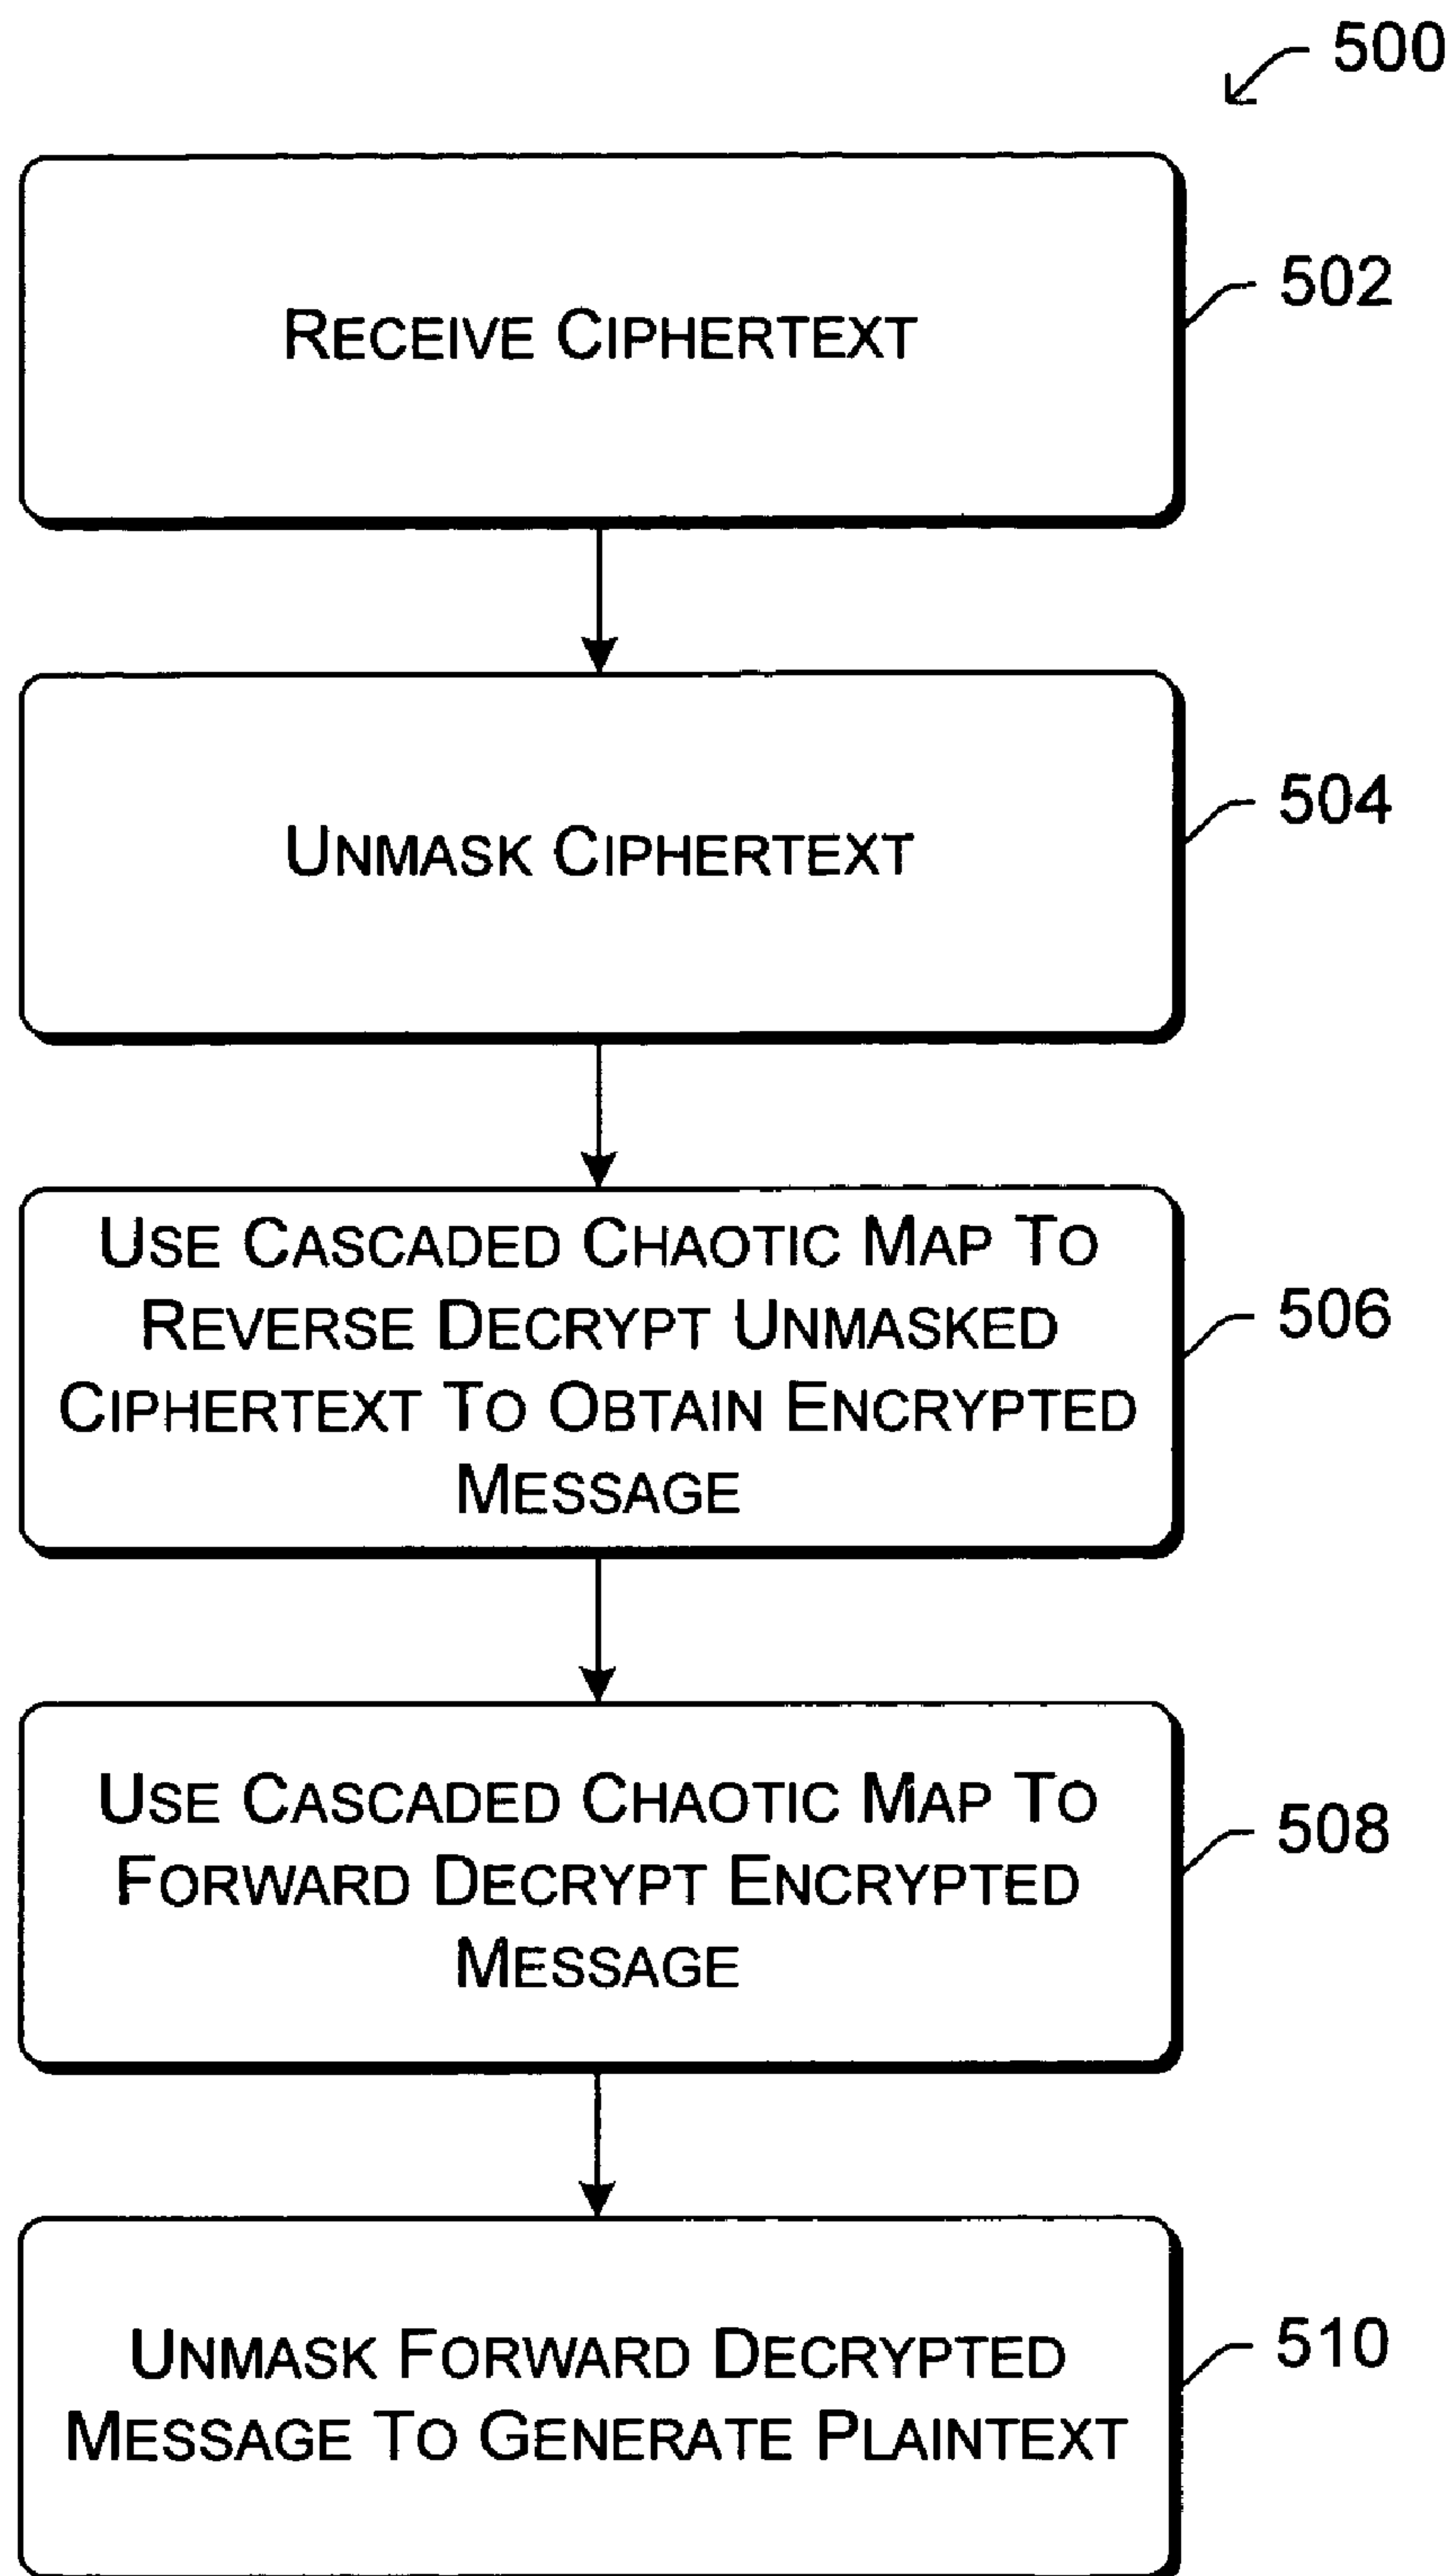 500
RECEIVE CIPHERTEXT
502
UNMASK CIPHERTEXT
504
USE CASCADED CHAOTIC MAP TO
REVERSE DECRYPT UNMASKED
CIPHERTEXT TO OBTAIN ENCRYPTED
MESSAGE
506
USE CASCADED CHAOTIC MAP TO
FORWARD DECRYPT ENCRYPTED
MESSAGE
508
UNMASK FORWARD DECRYPTED
MESSAGE TO GENERATE PLAINTEXT
510